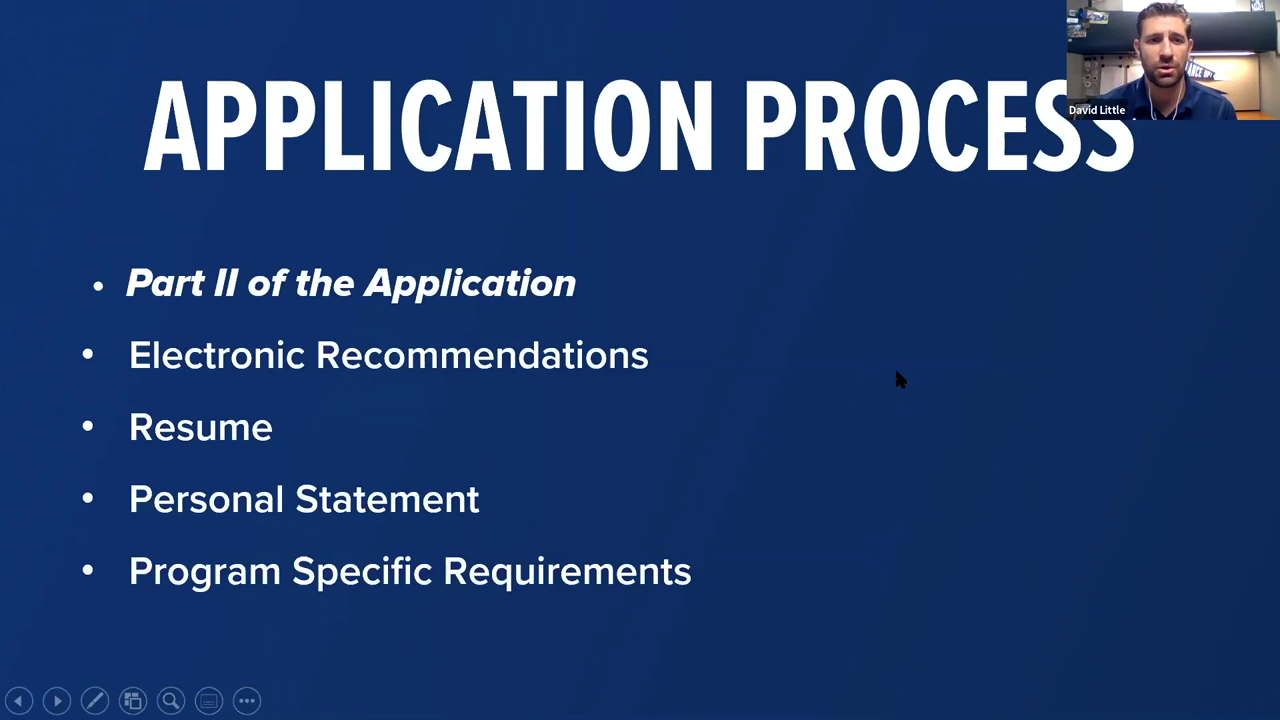 APPLICATION PROCESS
David Little
• Part II of the Application
• Electronic Recommendations
• Resume
• Personal Statement
• Program Specific Requirements